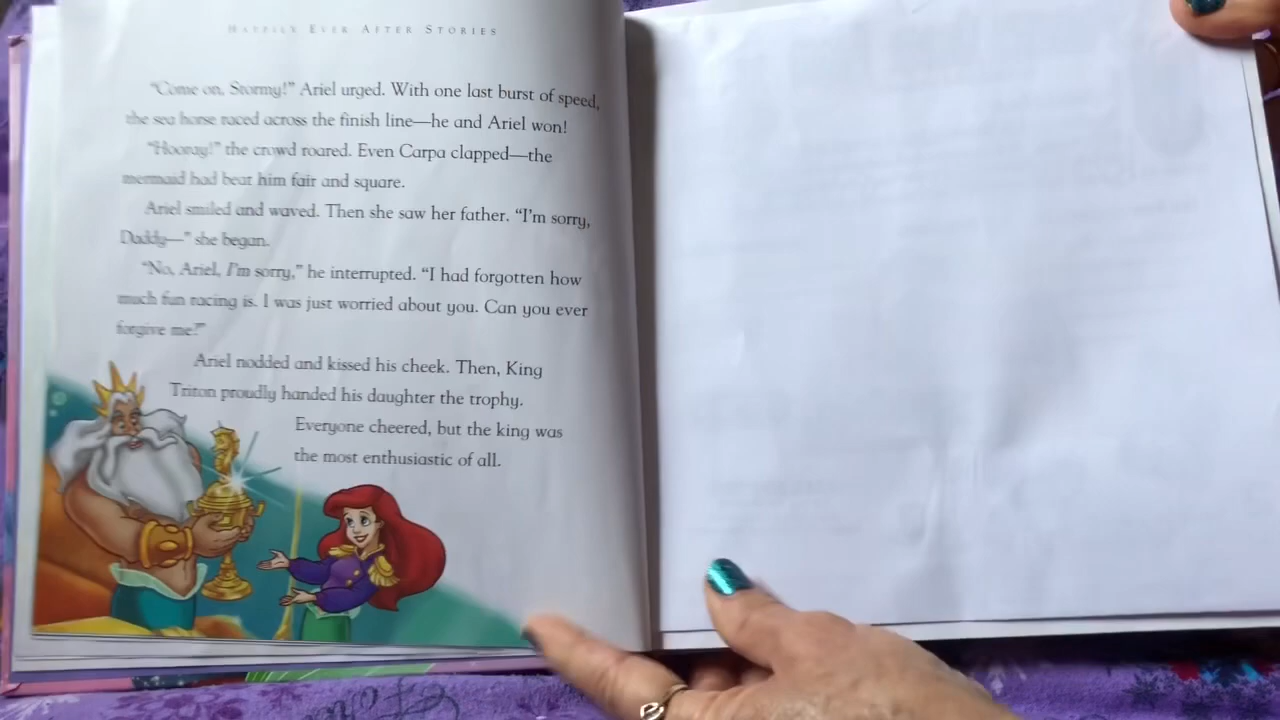 Happily Ever After Stories
"Come on, Stormy!" Ariel urged. With one last burst of speed,
the sea horse raced across the finish line—he and Ariel won!
"Hooray!" the crowd roared. Even Carpa clapped—the
mermaid had beat him fair and square.
Ariel smiled and waved. Then she saw her father. "I'm sorry,
Daddy—" she began.
"No, Ariel, I'm sorry," he interrupted. "I had forgotten how
much fun racing is. I was just worried about you. Can you ever
forgive me?"
Ariel nodded and kissed his cheek. Then, King
Triton proudly handed his daughter the trophy.
Everyone cheered, but the king was
the most enthusiastic of all.